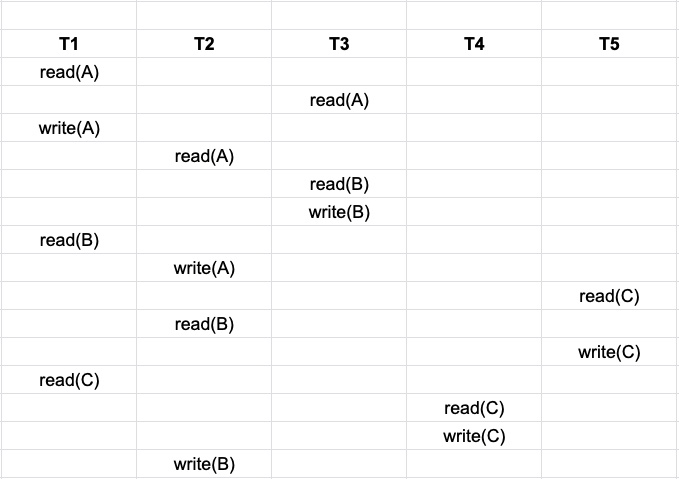 T1 T2 T3 T4 T5
read(A)
read(A)
write(A)
read(A)
read(B)
write(B)
read(B)
write(A)
read(C)
read(B)
write(C)
read(C)
read(C)
write(C)
write(B)